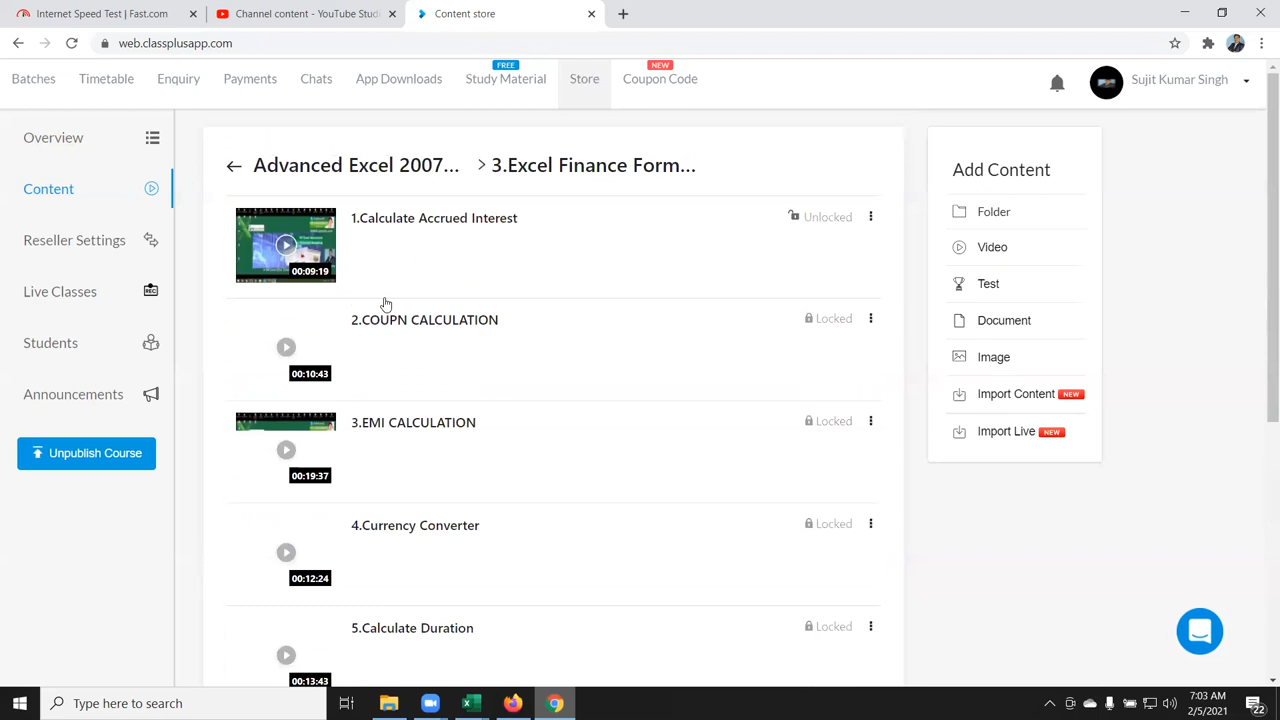 Internet Speed Test | Fast.com
Channel content - YouTube Stud
Content store
web.classplusapp.com
FREE
NEW
Batches Timetable Enquiry Payments Chats App Downloads Study Material Store Coupon Code
Sujit Kumar Singh
Overview
Content
Reseller Settings
Live Classes
REC
Students
Announcements
Unpublish Course
Advanced Excel 2007... > 3.Excel Finance Form...
1.Calculate Accrued Interest
Unlocked
00:09:19
2.COUPN CALCULATION
Locked
00:10:43
3.EMI CALCULATION
Locked
00:19:37
4.Currency Converter
Locked
00:12:24
5.Calculate Duration
Locked
00:13:43
Add Content
Folder
Video
Test
Document
Image
Import Content NEW
Import Live NEW
Type here to search
7:03 AM
2/5/2021
22